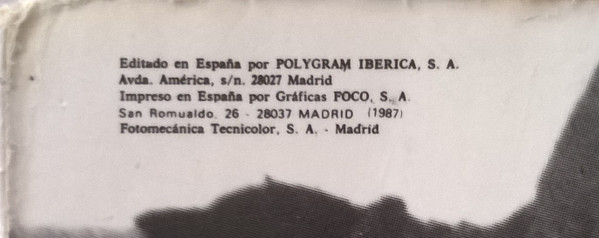 Editado en España por POLYGRAM IBERICA, S. A.
Avda. América, s/n. 28027 Madrid
Impreso en España por Gráficas FOCO, S. A.
San Romualdo. 26 - 28037 MADRID (1987)
Fotomecánica Tecnicolor, S. A. - Madrid